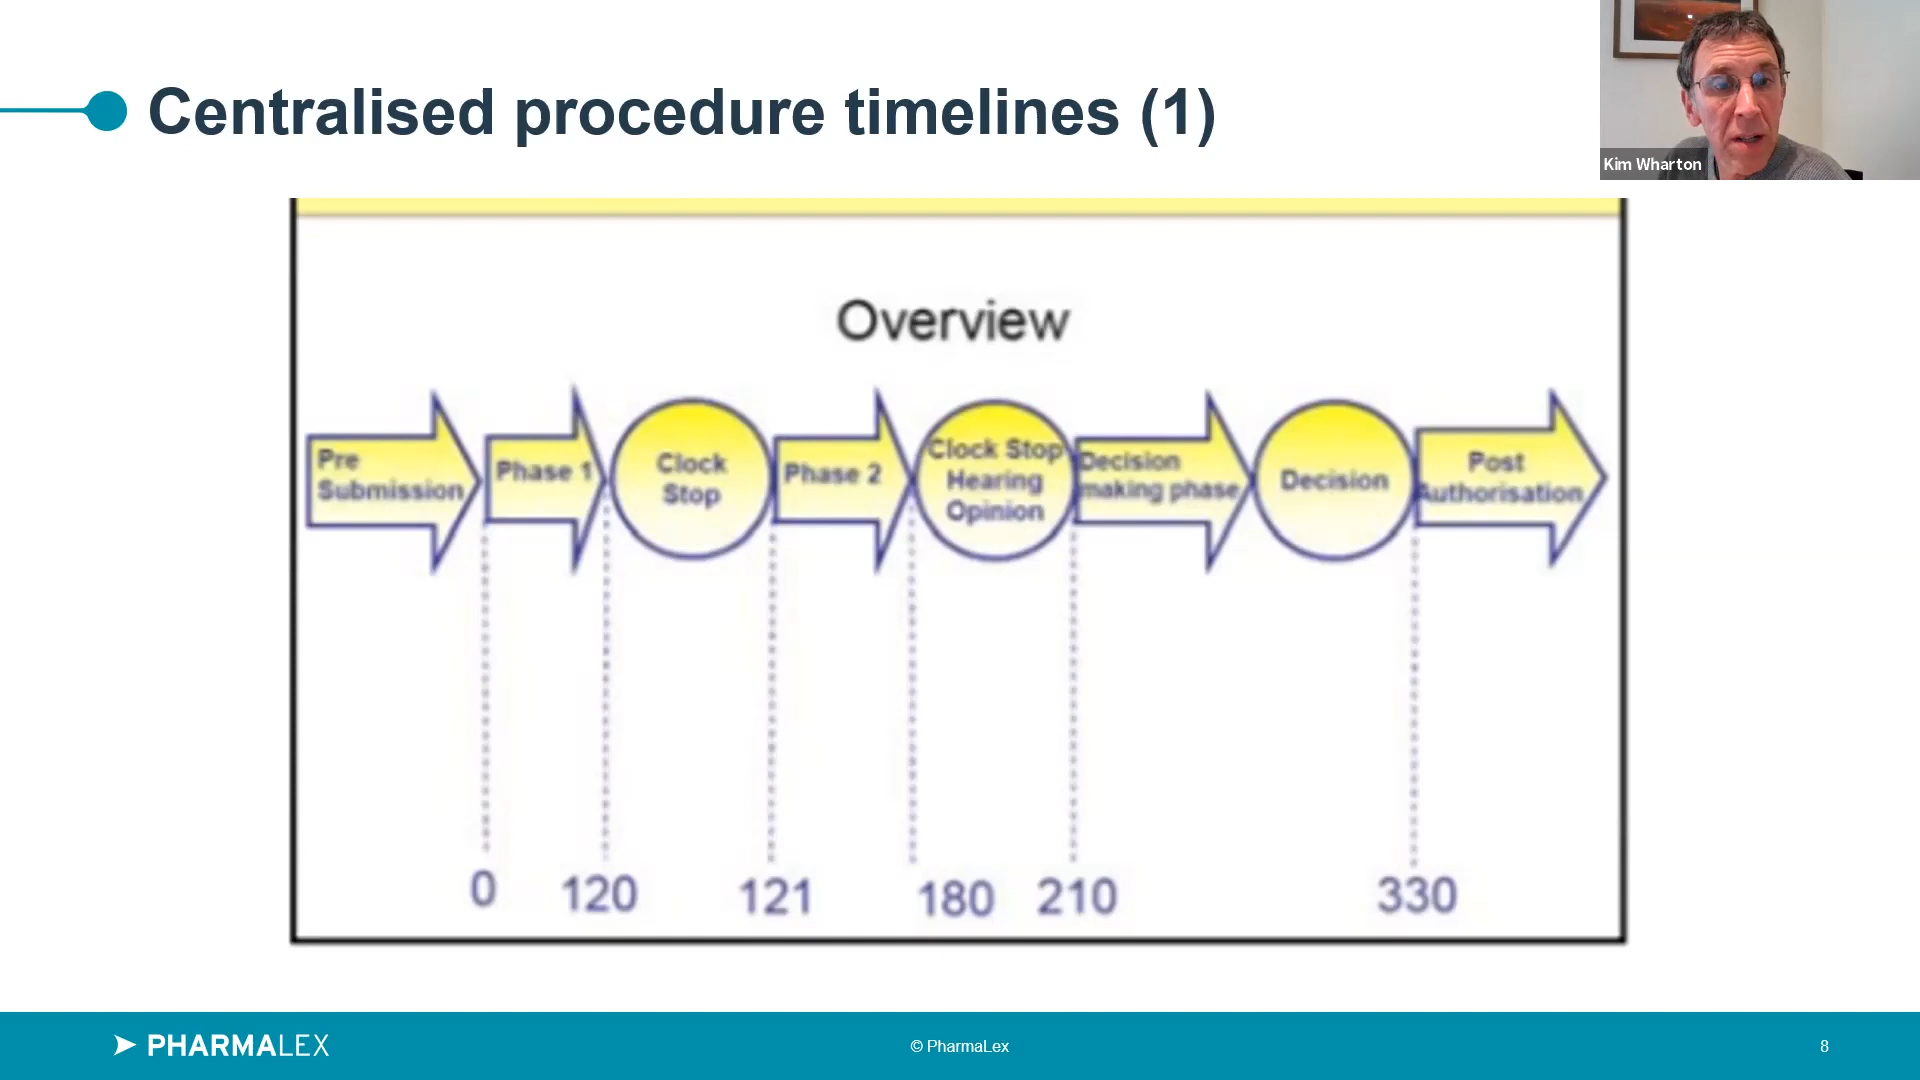 Centralised procedure timelines (1)
Kim Wharton
Overview
Pre
Submission
Phase 1
Clock
Stop
Phase 2
Clock Stop
Hearing
Opinion
Decision
making phase
Decision
Post
Authorisation
0
120
121
180
210
330
PHARMALEX
© PharmaLex
8